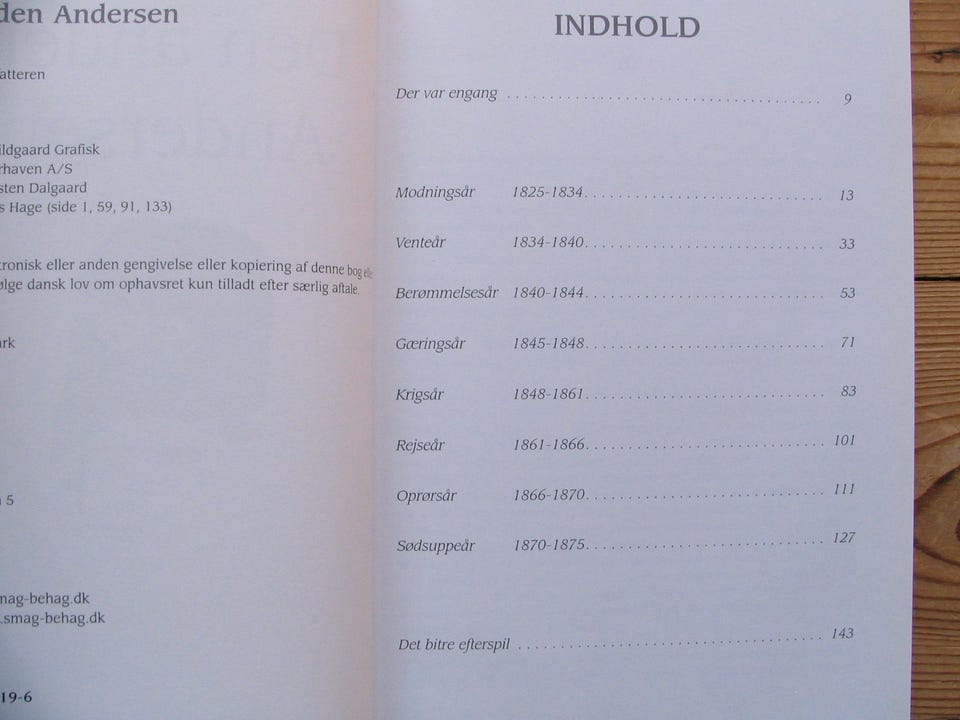 den Andersen
atteren
ildgaard Grafisk
rhaven A/S
sten Dalgaard
s Hage (side 1, 59, 91, 133)
ronisk eller anden gengivelse eller kopiering af denne bog
lge dansk lov om ophavsret kun tilladt efter særlig aftale.
ark
5
mag-behag.dk
.smag-behag.dk
19-6
INDHOLD
Der var engang 9
Modningsår 1825-1834 13
Venteår 1834-1840 33
Berømmelsesår 1840-1844 53
Gæringsår 1845-1848 71
Krigsår 1848-1861 83
Rejseår 1861-1866 101
Oprørsår 1866-1870 111
Sødsuppeår 1870-1875 127
Det bitre efterspil 143